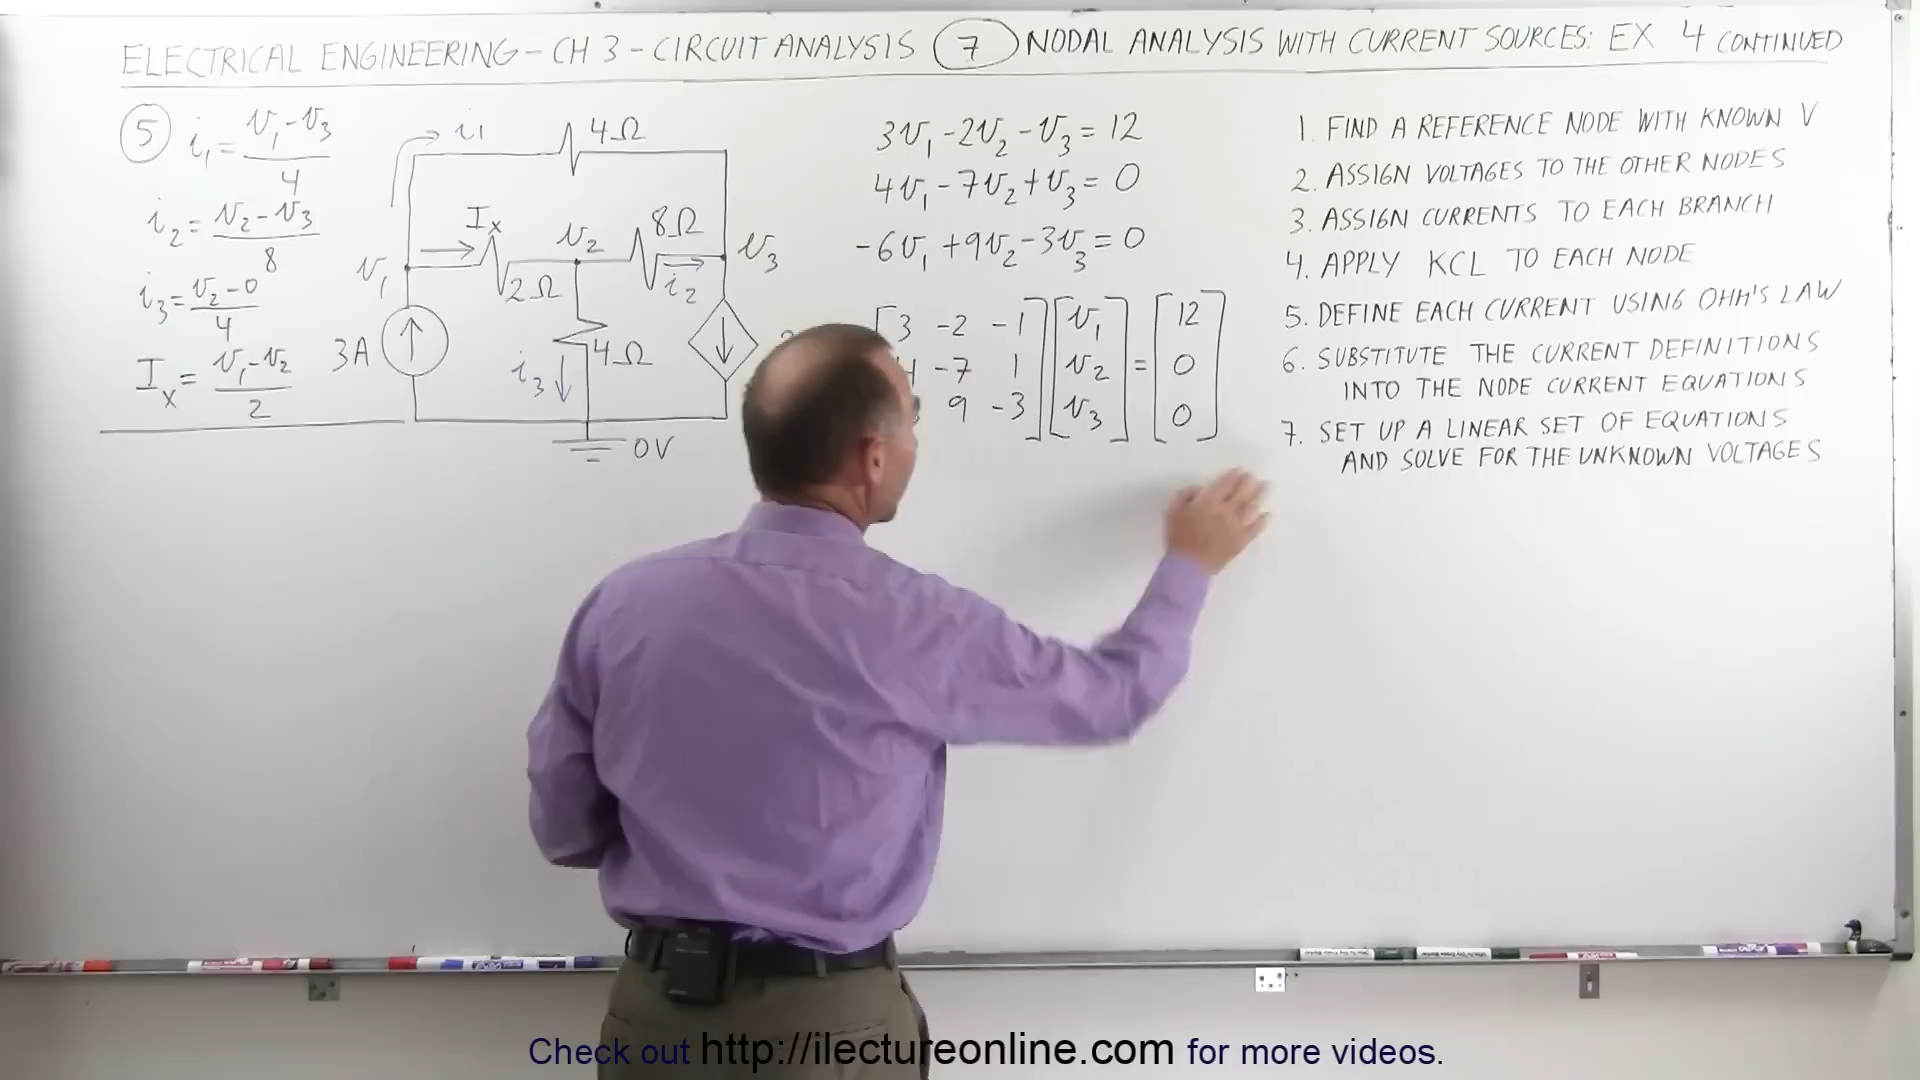 ELECTRICAL ENGINEERING – CH 3 – CIRCUIT ANALYSIS 7 NODAL ANALYSIS WITH CURRENT SOURCES: EX 4 CONTINUED
5 i₁ = (v₁ - v₃)/4
i₂ = (v₂ - v₃)/8
i₃ = (v₂ - 0)/4
Iₓ = (v₁ - v₂)/2
i₁ 4Ω
Iₓ v₂ 8Ω
v₁ 2Ω i₂ v₃
3A i₃ 4Ω
0V
3v₁ - 2v₂ - v₃ = 12
4v₁ - 7v₂ + v₃ = 0
-6v₁ + 9v₂ - 3v₃ = 0
[3 -2 -1] [v₁] [12]
-7 1] [v₂] = [0]
9 -3] [v₃] [0]
1. FIND A REFERENCE NODE WITH KNOWN V
2. ASSIGN VOLTAGES TO THE OTHER NODES
3. ASSIGN CURRENTS TO EACH BRANCH
4. APPLY KCL TO EACH NODE
5. DEFINE EACH CURRENT USING OHH'S LAW
6. SUBSTITUTE THE CURRENT DEFINITIONS
INTO THE NODE CURRENT EQUATIONS
7. SET UP A LINEAR SET OF EQUATIONS
AND SOLVE FOR THE UNKNOWN VOLTAGES
Check out http://ilectureonline.com for more videos.